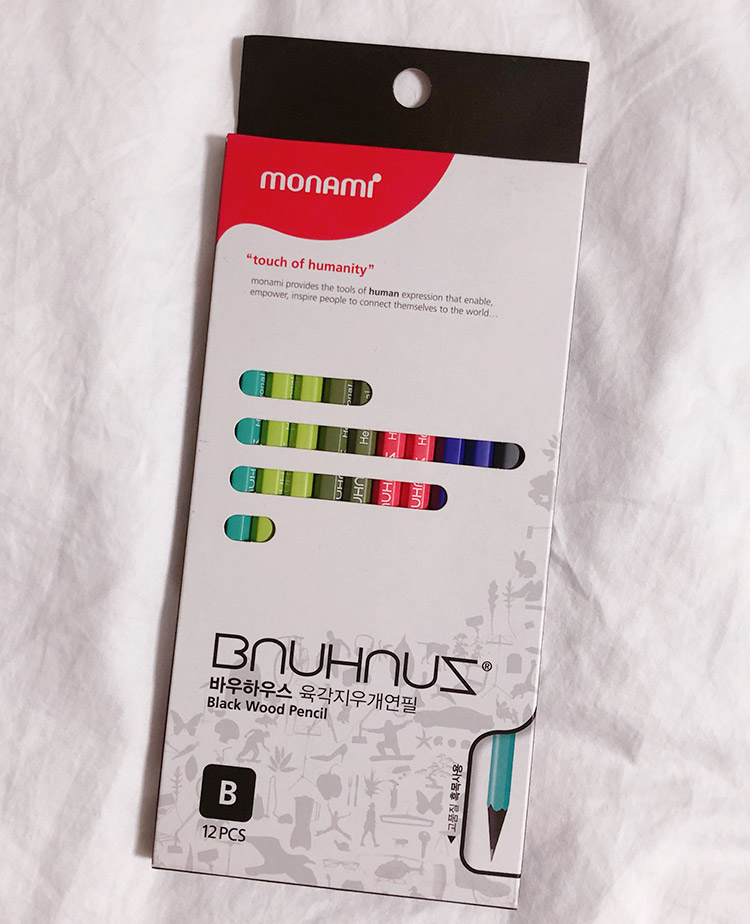 monami
“touch of humanity”
monami provides the tools of human expression that enable,
empower, inspire people to connect themselves to the world...
BAUHAUS®
바우하우스 육각지우개연필
Black Wood Pencil
B
12 PCS
◀ 고품질 흑목사용